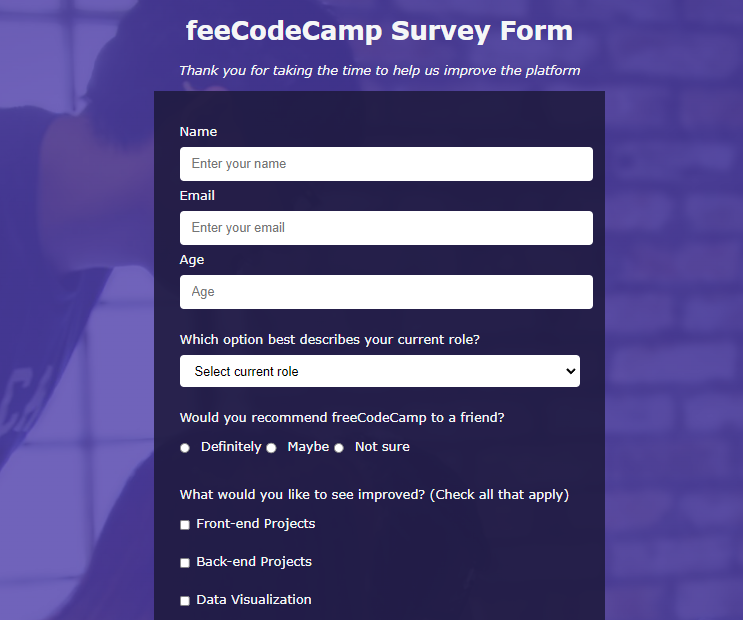 feeCodeCamp Survey Form
Thank you for taking the time to help us improve the platform
Name
Enter your name
Email
Enter your email
Age
Age
Which option best describes your current role?
Select current role
Would you recommend freeCodeCamp to a friend?
Definitely Maybe Not sure
What would you like to see improved? (Check all that apply)
Front-end Projects
Back-end Projects
Data Visualization